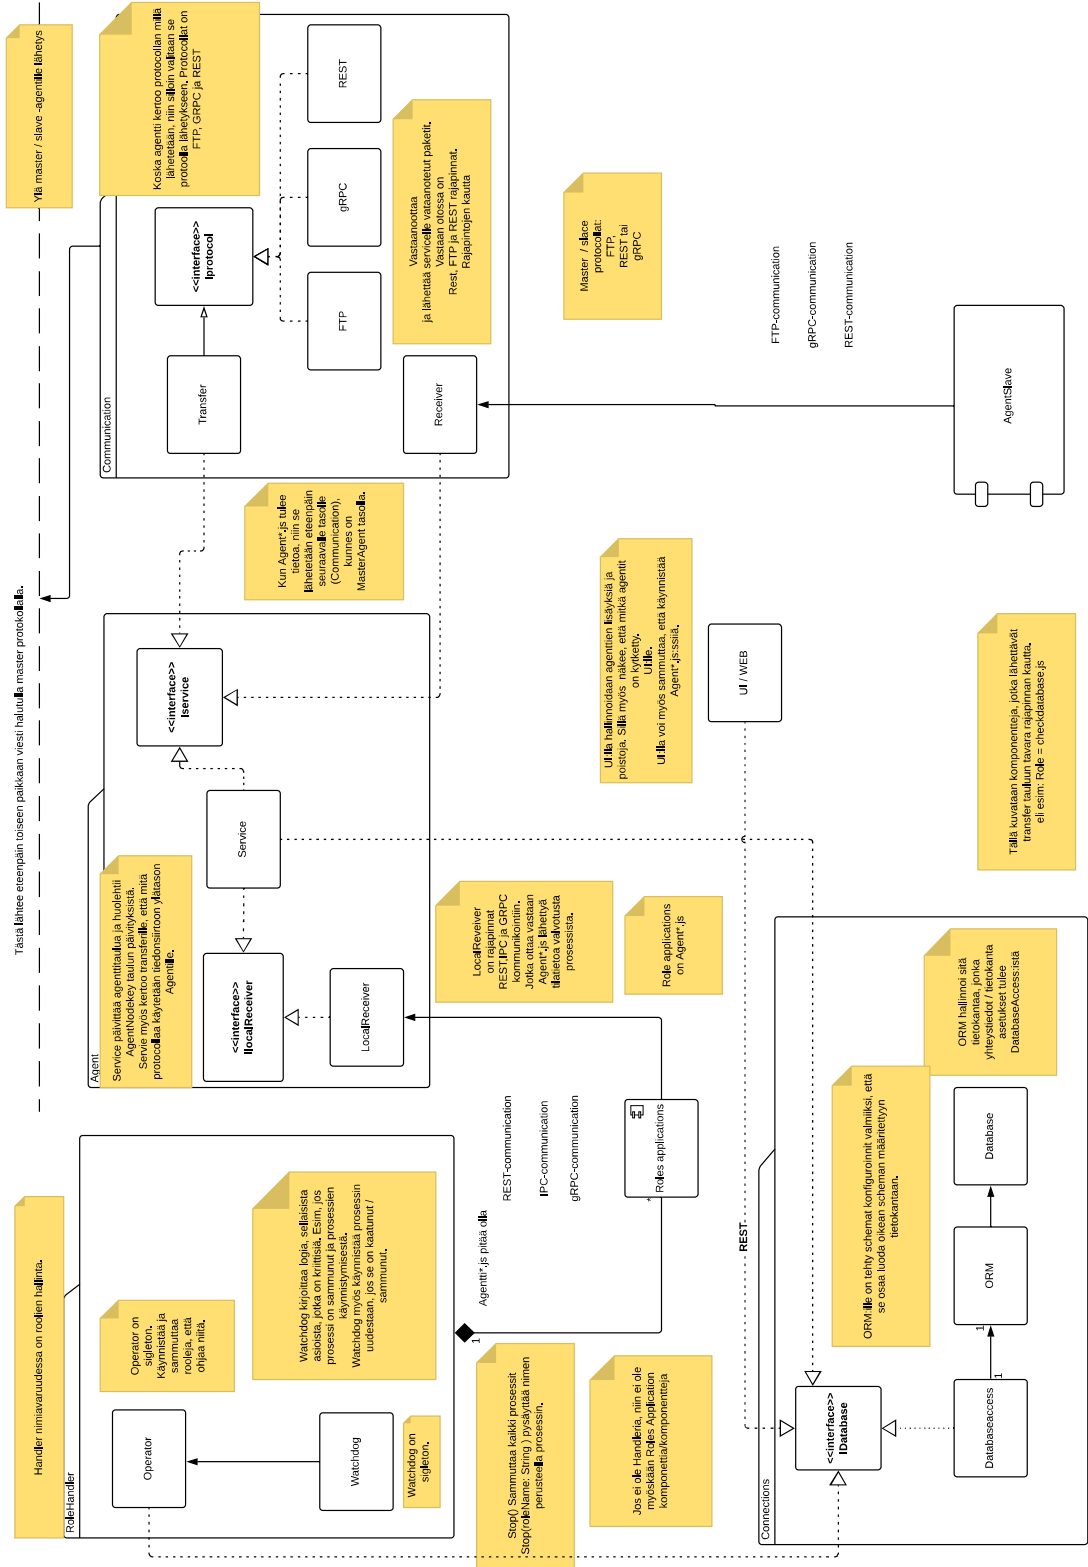 Handler nimiavaruudessa on roolien hallinta.
RoleHandler
Operator
Operator on
sigleton.
Käynnistää ja
sammuttaa
rooleja, että
ohjaa niitä.
Watchdog kirjoittaa logia, sellaisista
asioista, jotka on kriittisiä. Esim, jos
prosessi on sammunut ja prosessien
käynnistymisestä.
Watchdog myös käynnistää prosessin
uudestaan, jos se on kaatunut /
sammunut.
Watchdog
Watchdog on
sigleton.
Tästä lähtee eteenpäin toiseen paikkaan viesti halutulla master protokollalla.
Ylä master / slave -agentille lähetys
Agent
Service päivittää agenttitaulua ja huolehtii
AgentNodekey taulun päivityksistä.
Servie myös kertoo transferille, että mitä
protocollaa käytetään tiedonsiirtoon ylätason
Agentille.
<<interface>>
Iservice
Service
<<interface>>
IlocalReceiver
LocalReceiver
Communication
Koska agentti kertoo protocollan millä
lähetetään, niin silloin valitaan se
protoolla lähetykseen. Protocollat on
FTP, GRPC ja REST
<<interface>>
Iprotocol
Transfer
REST
gRPC
FTP
Vastaanoottaa
ja lähettää servicelle vataanotetut paketit.
Vastaan otossa on
Rest, FTP ja REST rajapinnat.
Rajapintojen kautta
Receiver
Kun Agent*.js tulee
tietoa, niin se
lähetetään eteenpäin
seuraavalle tasolle
(Communication),
kunnes on
MasterAgent tasolla.
LocalReveiver
on rajapinnat
REST,IPC ja GRPC
kommunikointiin.
Jotka ottaa vastaan
Agent*.js lähettyä
tilatietoa valvotusta
prosessista.
Role applications
on Agent*.js
Agentti*.js pitää olla
REST-communication
IPC-communication
gRPC-communication
1
*
Roles applications
Stop() Sammuttaa kaikki prosessit
Stop(roleName: String ) pysäyttää nimen
perusteella prosessin.
Jos ei ole Handleria, niin ei ole
myöskään Roles Application
komponettia/komponentteja
UI:lla hallinnoidaan agenttien lisäyksiä ja
poistoja. Sillä myös näkee, että mitkä agentit
on kytketty.
UI:lle.
UI:lla voi myös sammuttaa, että käynnistää
Agent*.js:ssiiä.
UI / WEB
REST
Master / slace
protocollat:
FTP,
REST tai
gRPC
FTP-communication
gRPC-communication
REST-communication
AgentSlave
Tällä kuvataan komponentteja, jotka lähettävät
transfer tauluun tavara rajapinnan kautta.
eli esim: Role = checkdatabase.js
Connections
<<interface>>
IDatabase
ORM:ille on tehty schemat konfiguroinnit valmiiksi, että
se osaa luoda oikean scheman määritettyyn
tietokantaan.
ORM hallinnoi sitä
tietokantaa, jonka
yhteystiedot / tietokanta
asetukset tulee
DatabaseAccess:istä
Databaseaccess
1
1
ORM
Database